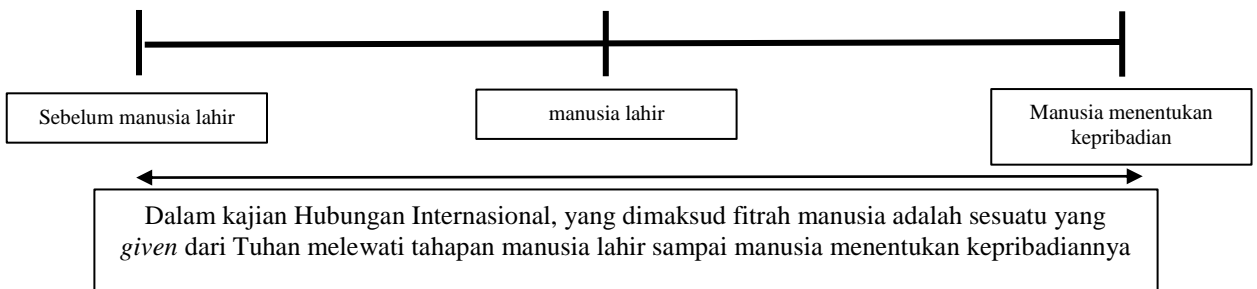 Sebelum manusia lahir
manusia lahir
Manusia menentukan
kepribadian
Dalam kajian Hubungan Internasional, yang dimaksud fitrah manusia adalah sesuatu yang
given dari Tuhan melewati tahapan manusia lahir sampai manusia menentukan kepribadiannya